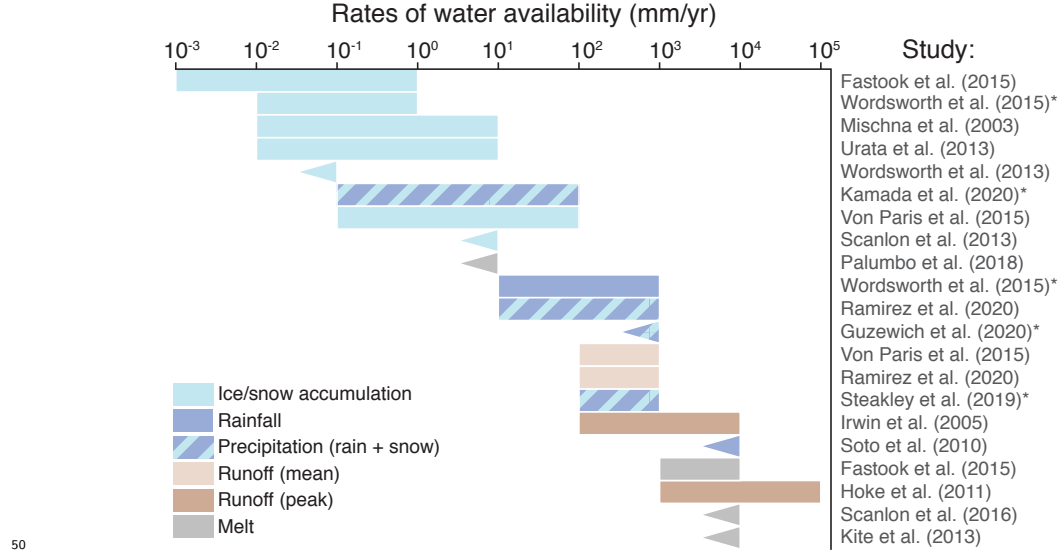 Rates of water availability (mm/yr)
10⁻³ 10⁻² 10⁻¹ 10⁰ 10¹ 10² 10³ 10⁴ 10⁵ Study:
Fastook et al. (2015)
Wordsworth et al. (2015)*
Mischna et al. (2003)
Urata et al. (2013)
Wordsworth et al. (2013)
Kamada et al. (2020)*
Von Paris et al. (2015)
Scanlon et al. (2013)
Palumbo et al. (2018)
Wordsworth et al. (2015)*
Ramirez et al. (2020)
Guzewich et al. (2020)*
Von Paris et al. (2015)
Ramirez et al. (2020)
Steakley et al. (2019)*
Irwin et al. (2005)
Soto et al. (2010)
Fastook et al. (2015)
Hoke et al. (2011)
Scanlon et al. (2016)
Kite et al. (2013)
Ice/snow accumulation
Rainfall
Precipitation (rain + snow)
Runoff (mean)
Runoff (peak)
Melt
50